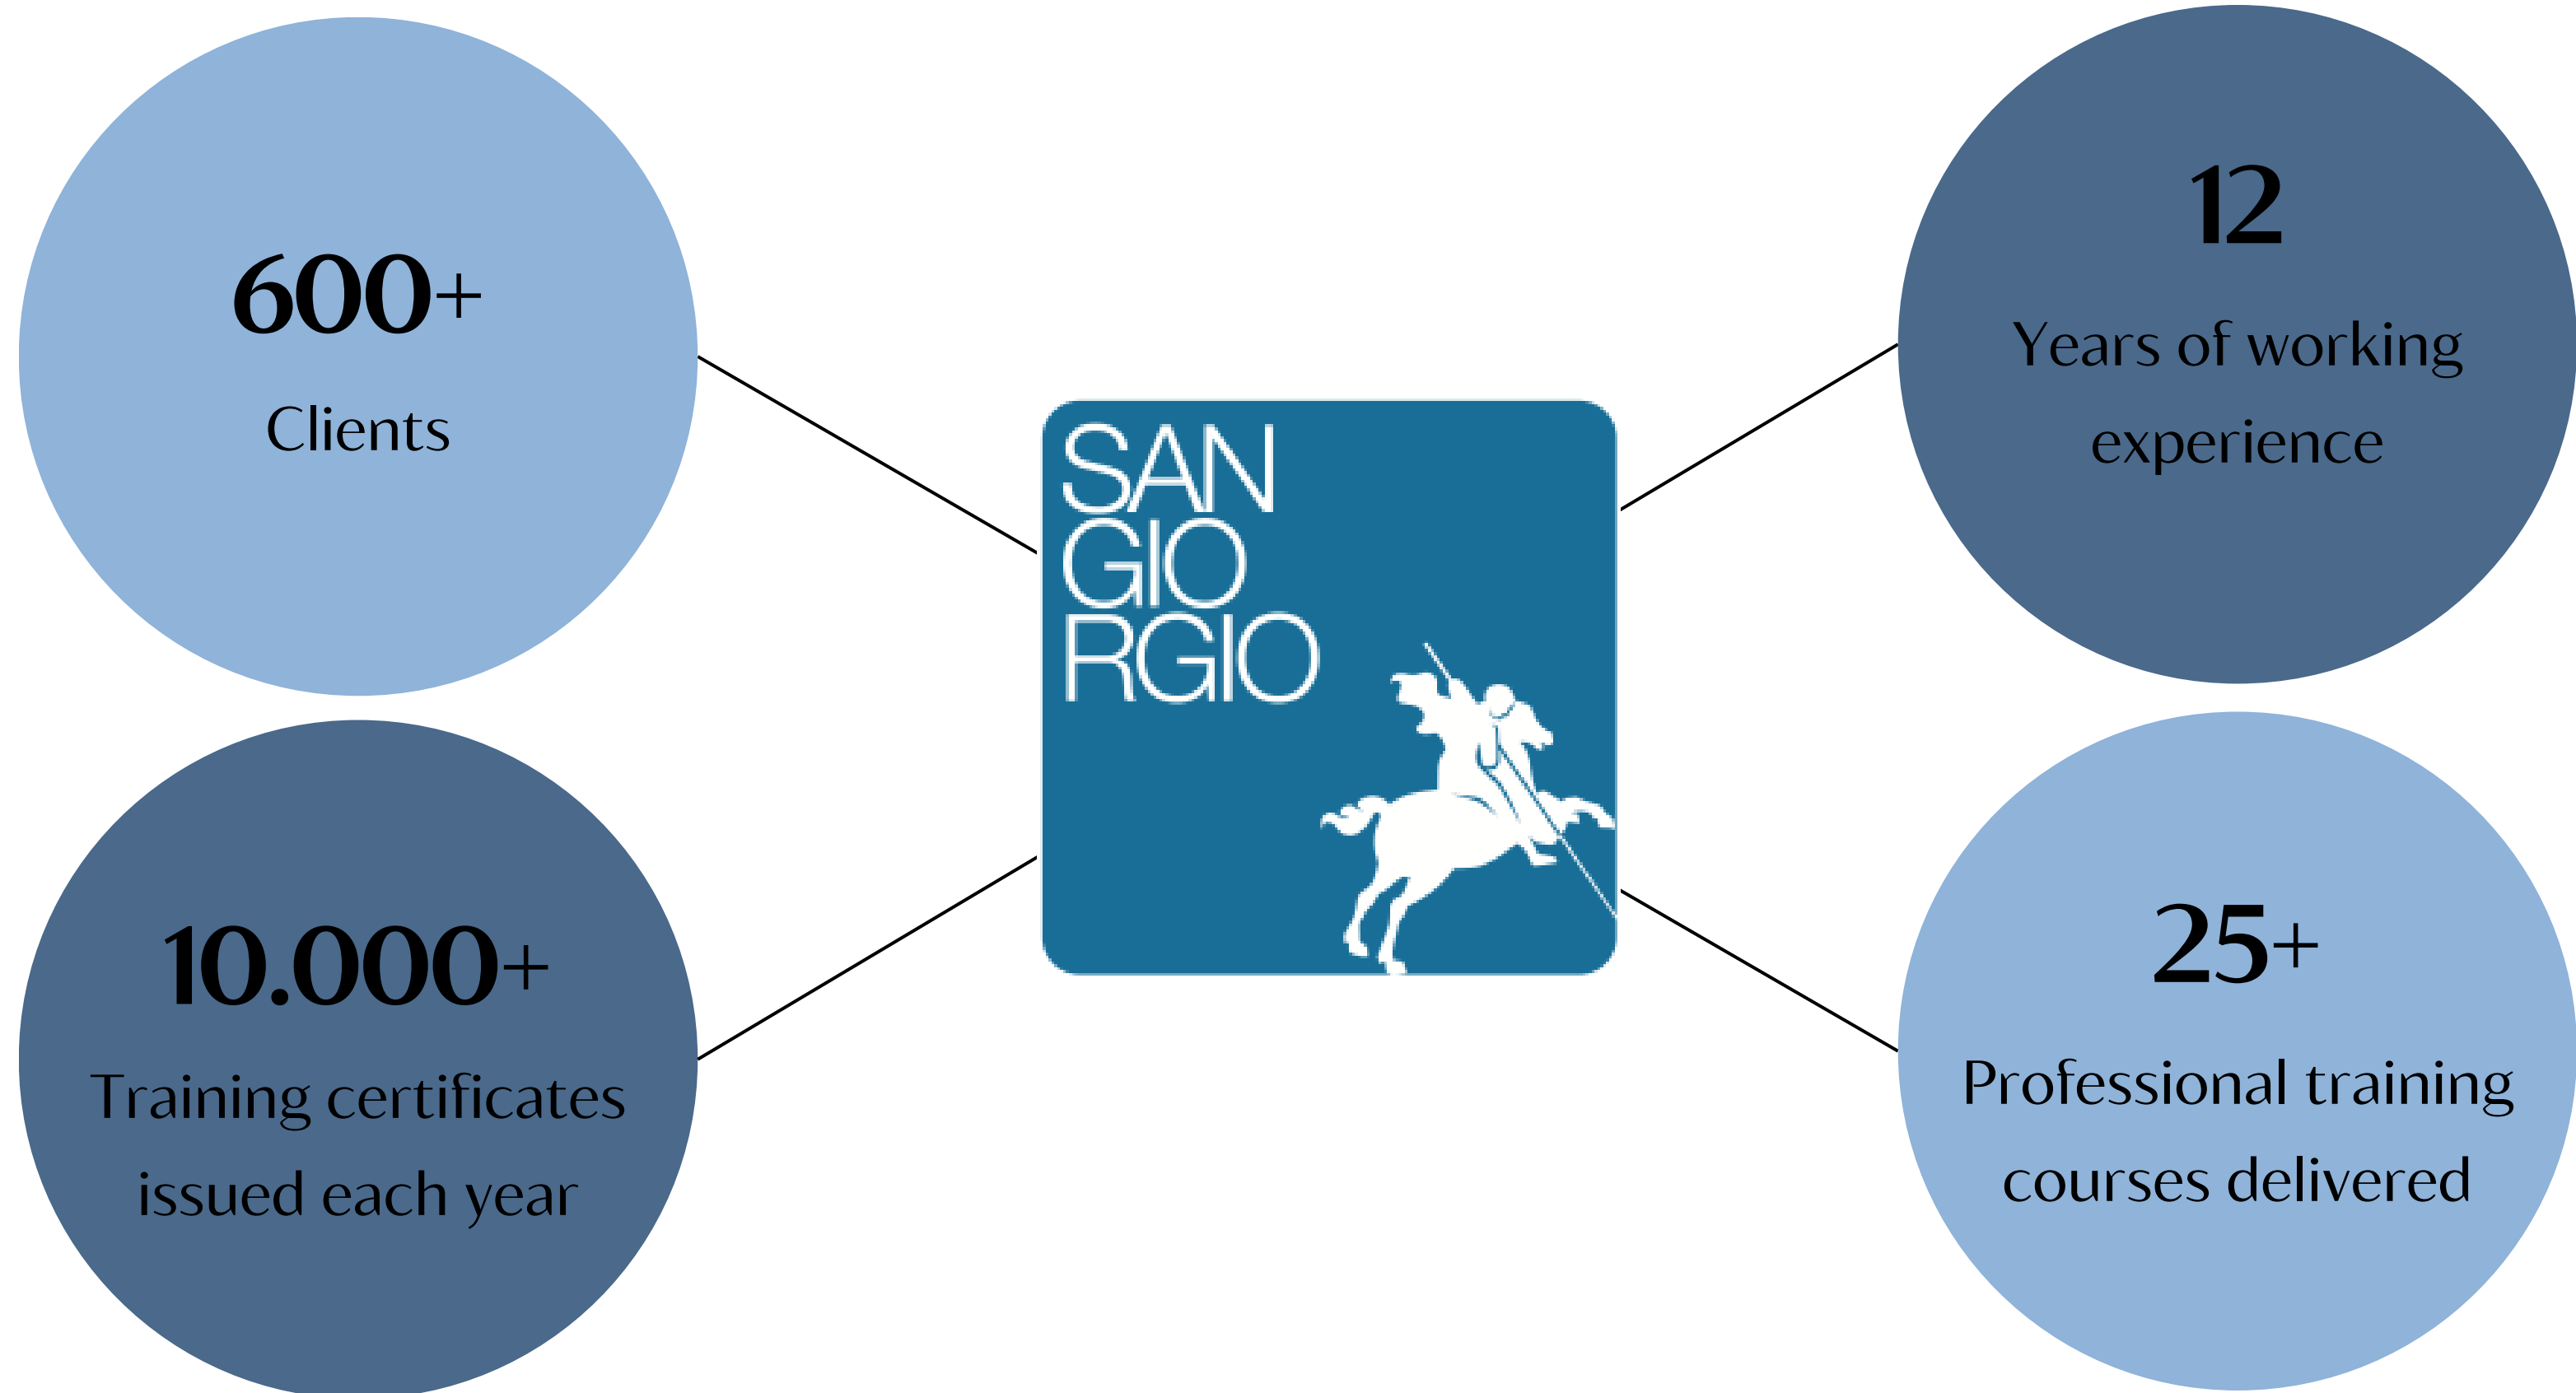 600+
Clients
12
Years of working
experience
SAN
GIO
RGIO
10.000+
Training certificates
issued each year
25+
Professional training
courses delivered